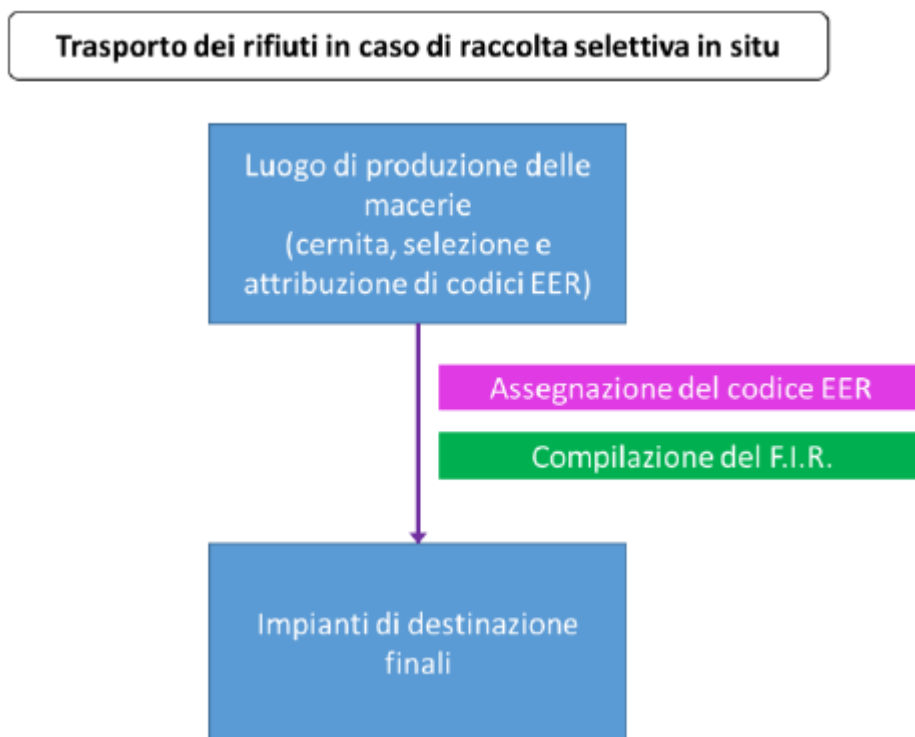 Trasporto dei rifiuti in caso di raccolta selettiva in situ
Luogo di produzione delle
macerie
(cernita, selezione e
attribuzione di codici EER)
Assegnazione del codice EER
Compilazione del F.I.R.
Impianti di destinazione
finali